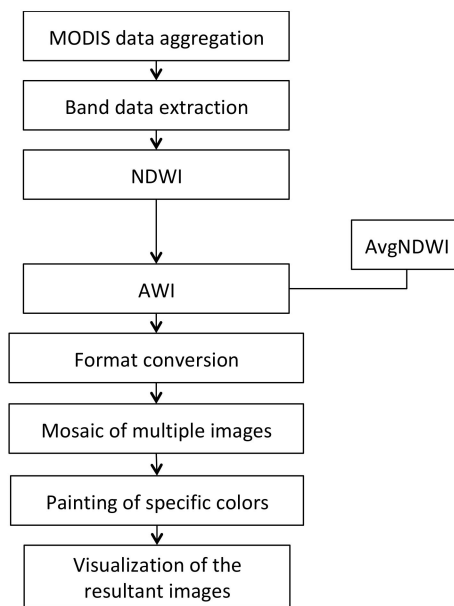 MODIS data aggregation
Band data extraction
NDWI
AvgNDWI
AWI
Format conversion
Mosaic of multiple images
Painting of specific colors
Visualization of the
resultant images